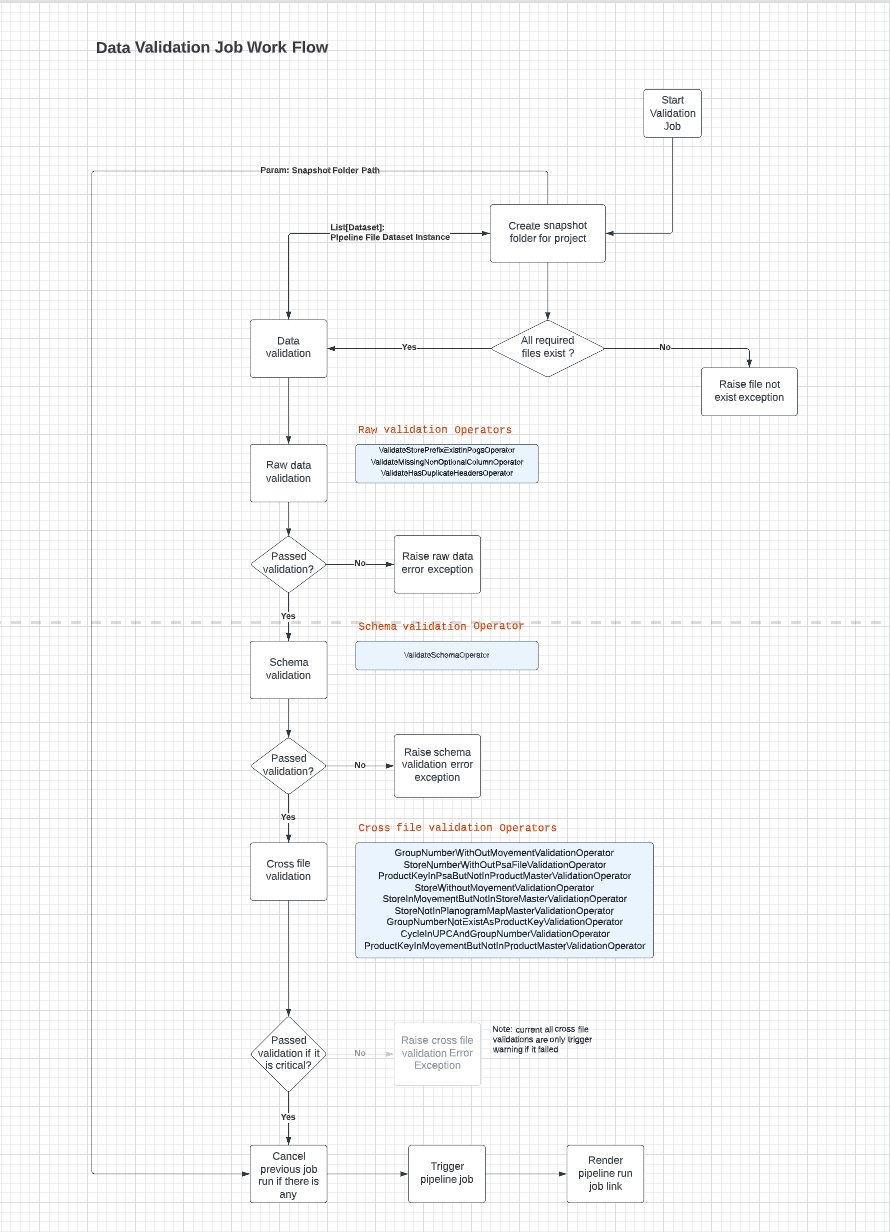 Data Validation Job Work Flow
Start
Validation
Job
Param: Snapshot Folder Path
Create snapshot
folder for project
List[Dataset]:
Pipeline File Dataset Instance
Data
validation
Yes
All required
files exist ?
No
Raise file not
exist exception
Raw validation Operators
Raw data
validation
ValidateStorePrefixExistInPogsOperator
ValidateMissingNonOptionalColumnOperator
ValidateHasDuplicateHeadersOperator
Passed
validation?
No
Raise raw data
error exception
Yes
Schema validation Operator
Schema
validation
ValidateSchemaOperator
Passed
validation?
No
Raise schema
validation error
exception
Yes
Cross file validation Operators
Cross file
validation
GroupNumberWithOutMovementValidationOperator
StoreNumberWithOutPsaFileValidationOperator
ProductKeyInPsaButNotInProductMasterValidationOperator
StoreWithoutMovementValidationOperator
StoreInMovementButNotInStoreMasterValidationOperator
StoreNotInPlanogramMapMasterValidationOperator
GroupNumberNotExistAsProductKeyValidationOperator
CycleInUPCAndGroupNumberValidationOperator
ProductKeyInMovementButNotInProductMasterValidationOperator
Passed
validation if it
is critical?
No
Raise cross file
validation Error
Exception
Note: current all cross file
validations are only trigger
warning if it failed
Yes
Cancel
previous job
run if there is
any
Trigger
pipeline job
Render
pipeline run
job link